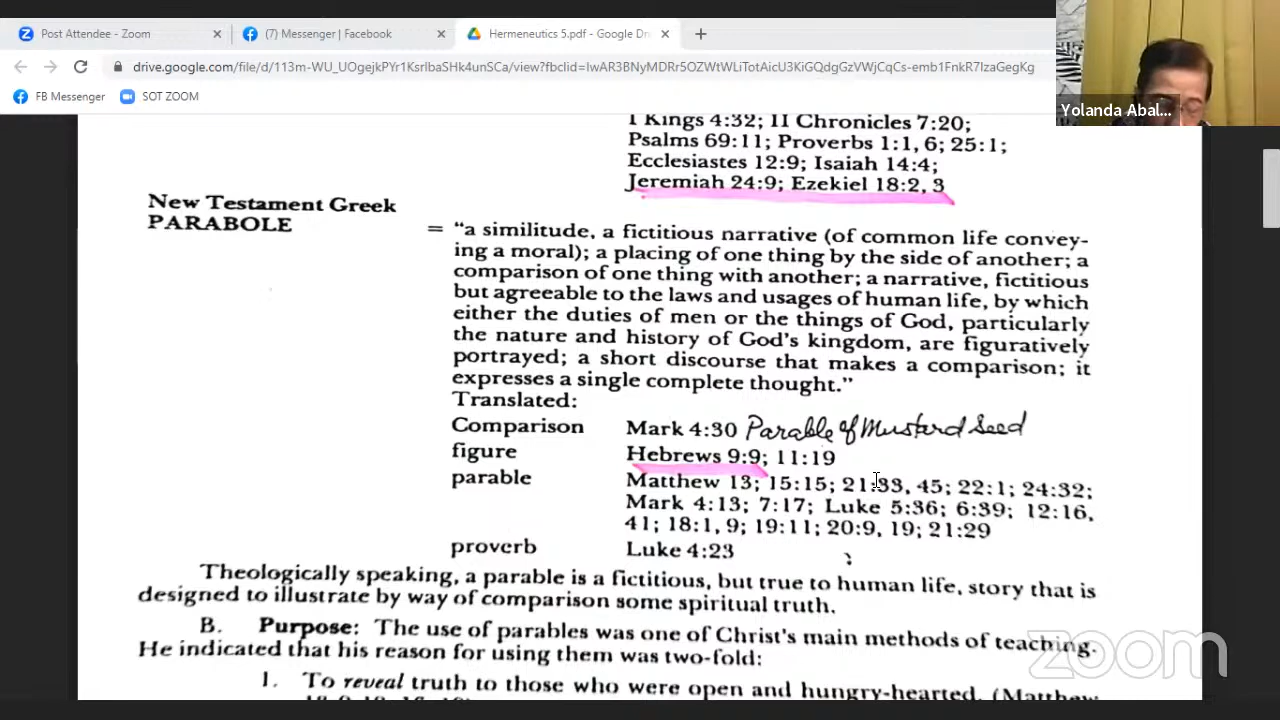 Post Attendee - Zoom
(7) Messenger | Facebook
Hermeneutics 5.pdf - Google Dr
FB Messenger
SOT ZOOM
Yolanda Abal...
I Kings 4:32; II Chronicles 7:20;
Psalms 69:11; Proverbs 1:1, 6; 25:1;
Ecclesiastes 12:9; Isaiah 14:4;
Jeremiah 24:9; Ezekiel 18:2, 3
New Testament Greek
PARABOLE
= “a similitude, a fictitious narrative (of common life convey-
ing a moral); a placing of one thing by the side of another; a
comparison of one thing with another; a narrative, fictitious
but agreeable to the laws and usages of human life, by which
either the duties of men or the things of God, particularly
the nature and history of God's kingdom, are figuratively
portrayed; a short discourse that makes a comparison; it
expresses a single complete thought.”
Translated:
Comparison Mark 4:30 Parable of Mustard Seed
figure Hebrews 9:9; 11:19
parable Matthew 13; 15:15; 21:33, 45; 22:1; 24:32;
Mark 4:13; 7:17; Luke 5:36; 6:39; 12:16,
41; 18:1, 9; 19:11; 20:9, 19; 21:29
proverb Luke 4:23
Theologically speaking, a parable is a fictitious, but true to human life, story that is
designed to illustrate by way of comparison some spiritual truth.
B. Purpose: The use of parables was one of Christ's main methods of teaching.
He indicated that his reason for using them was two-fold:
1. To reveal truth to those who were open and hungry-hearted. (Matthew
zoom